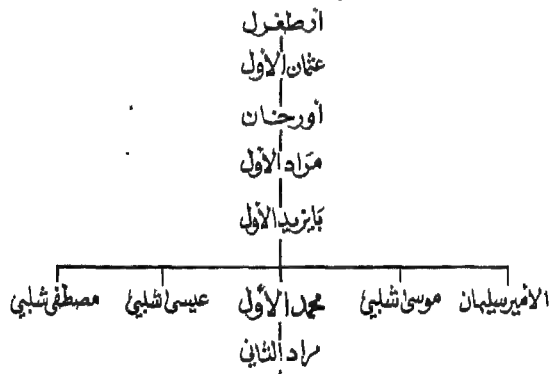 أرطغرل
عثمان الأول
أورخان
مراد الأول
بايزيد الأول
الأمير سليمان موسى شلبي محمد الأول عيسى شلبي مصطفى شلبي
مراد الثاني